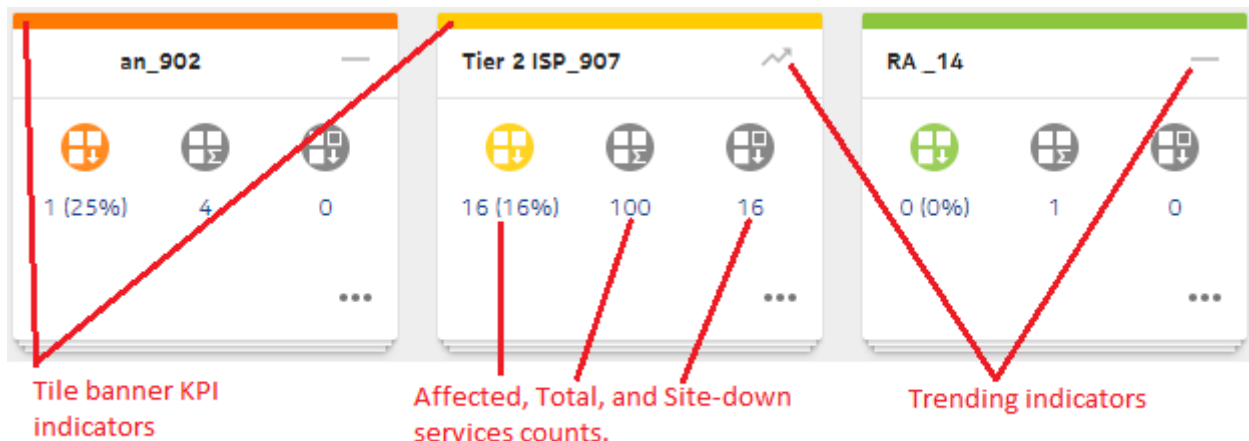 an_902
Tier 2 ISP_907
RA _14
Σ
Σ
Σ
1 (25%)
4
0
16 (16%)
100
16
0 (0%)
1
0
Tile banner KPI
indicators
Affected, Total, and Site-down
services counts.
Trending indicators